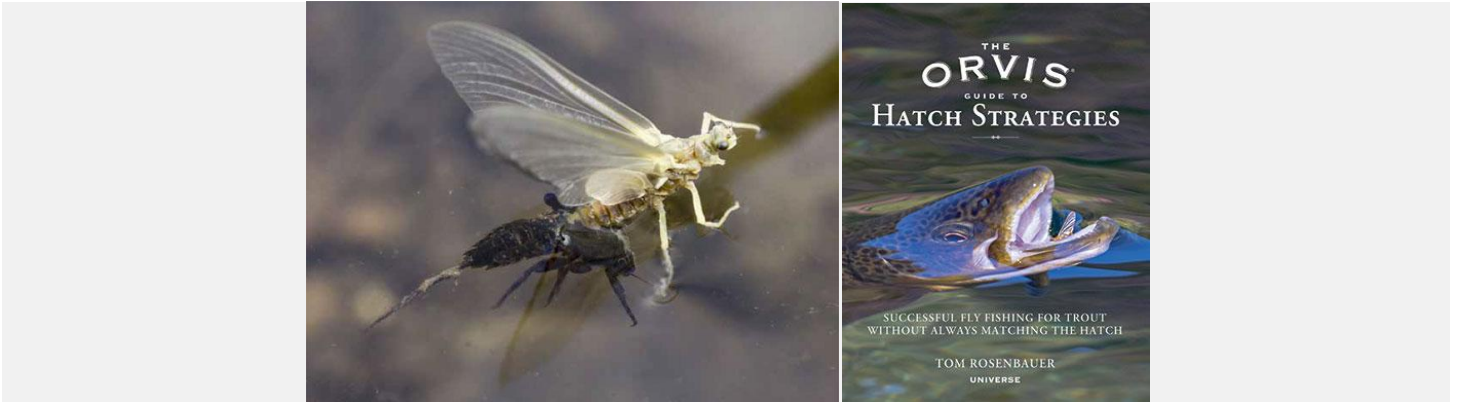 THE
ORVIS®
GUIDE TO
HATCH STRATEGIES
SUCCESSFUL FLY FISHING FOR TROUT
WITHOUT ALWAYS MATCHING THE HATCH
TOM ROSENBAUER
UNIVERSE